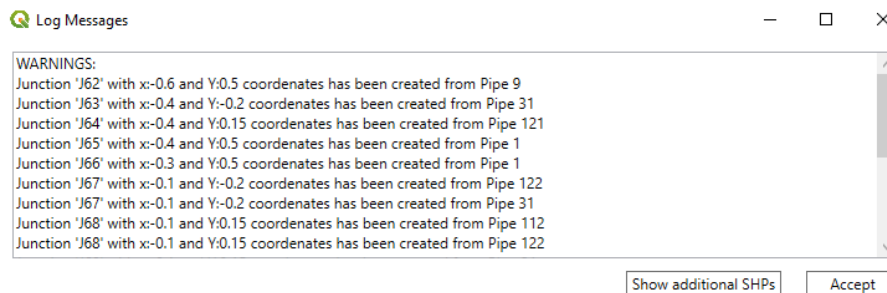 Log Messages
WARNINGS:
Junction 'J62' with x:-0.6 and Y:0.5 coordenates has been created from Pipe 9
Junction 'J63' with x:-0.4 and Y:-0.2 coordenates has been created from Pipe 31
Junction 'J64' with x:-0.4 and Y:0.15 coordenates has been created from Pipe 121
Junction 'J65' with x:-0.4 and Y:0.5 coordenates has been created from Pipe 1
Junction 'J66' with x:-0.3 and Y:0.5 coordenates has been created from Pipe 1
Junction 'J67' with x:-0.1 and Y:-0.2 coordenates has been created from Pipe 122
Junction 'J67' with x:-0.1 and Y:-0.2 coordenates has been created from Pipe 31
Junction 'J68' with x:-0.1 and Y:0.15 coordenates has been created from Pipe 112
Junction 'J68' with x:-0.1 and Y:0.15 coordenates has been created from Pipe 122
Show additional SHPs Accept